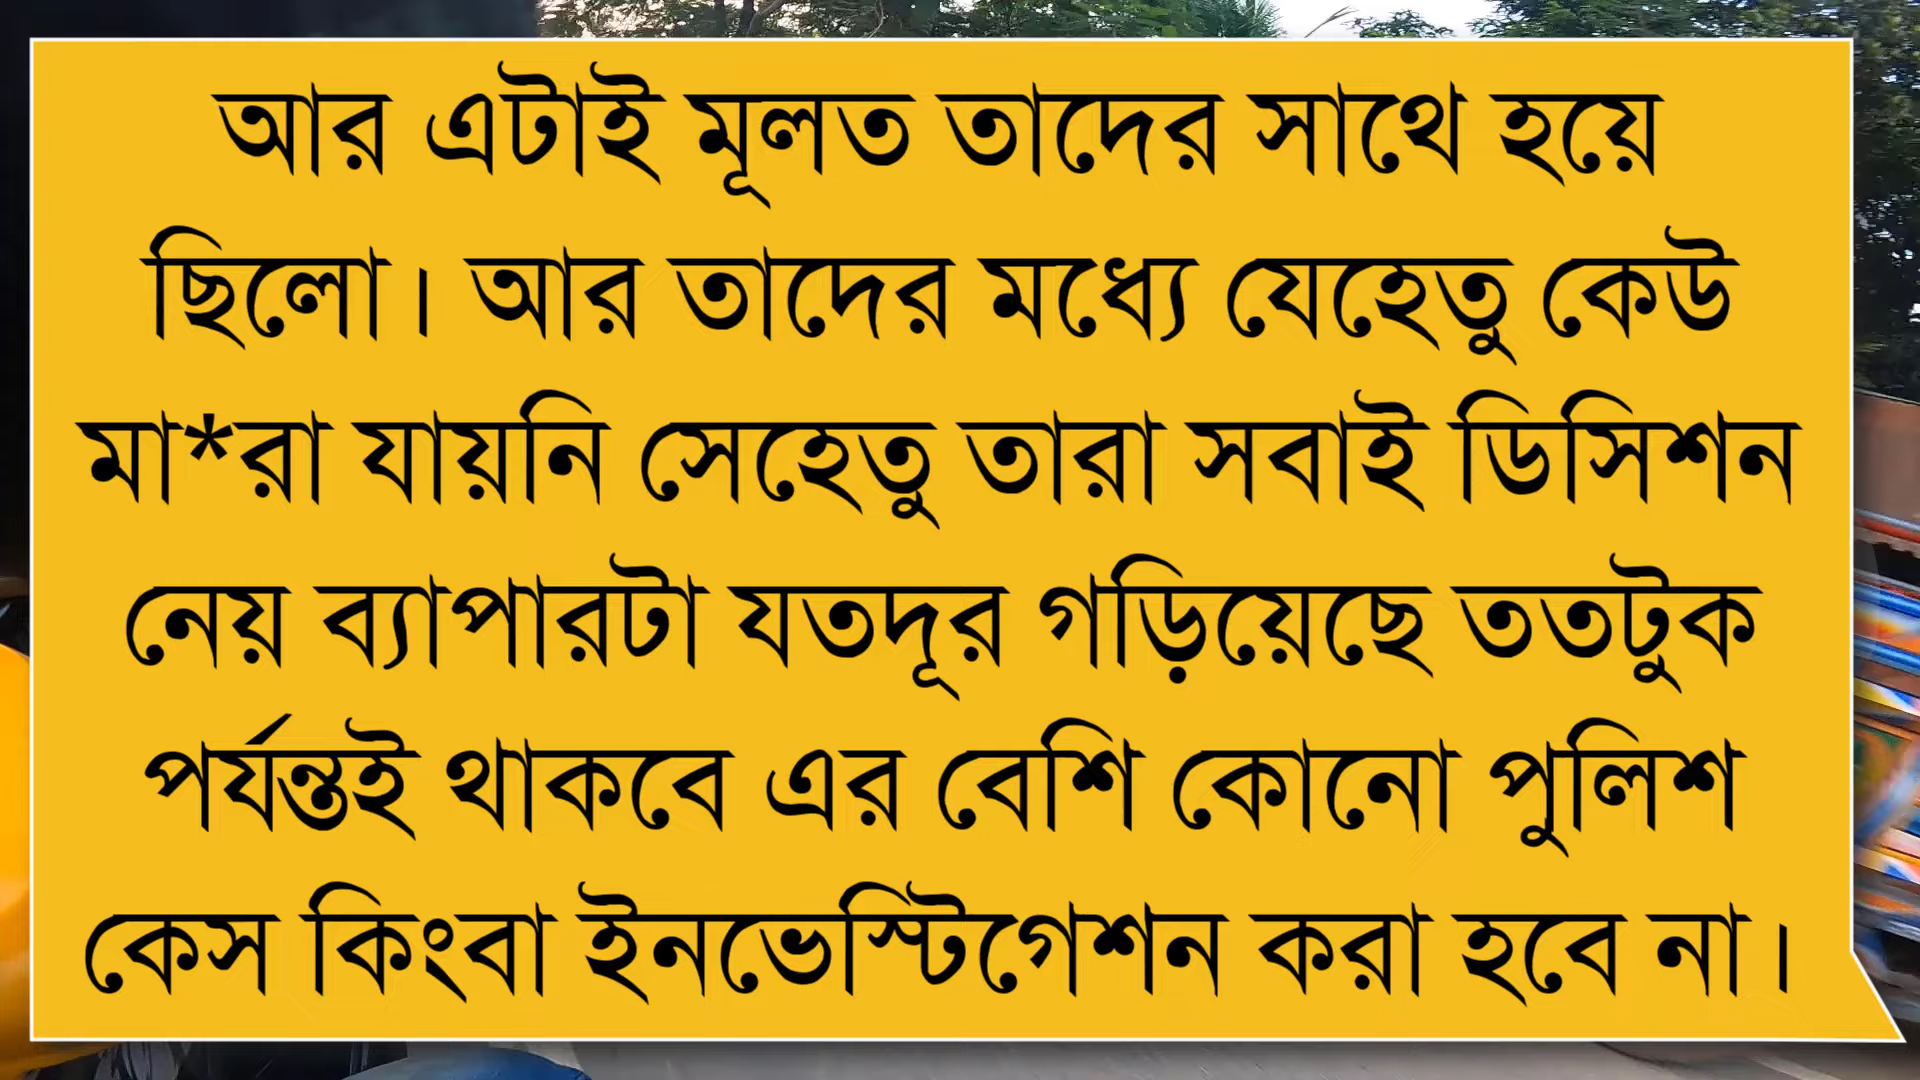 আর এটাই মূলত তাদের সাথে হয়ে
ছিলো। আর তাদের মধ্যে যেহেতু কেউ
মা*রা যায়নি সেহেতু তারা সবাই ডিসিশন
নেয় ব্যাপারটা যতদূর গড়িয়েছে ততটুক
পর্যন্তই থাকবে এর বেশি কোনো পুলিশ
কেস কিংবা ইনভেস্টিগেশন করা হবে না।